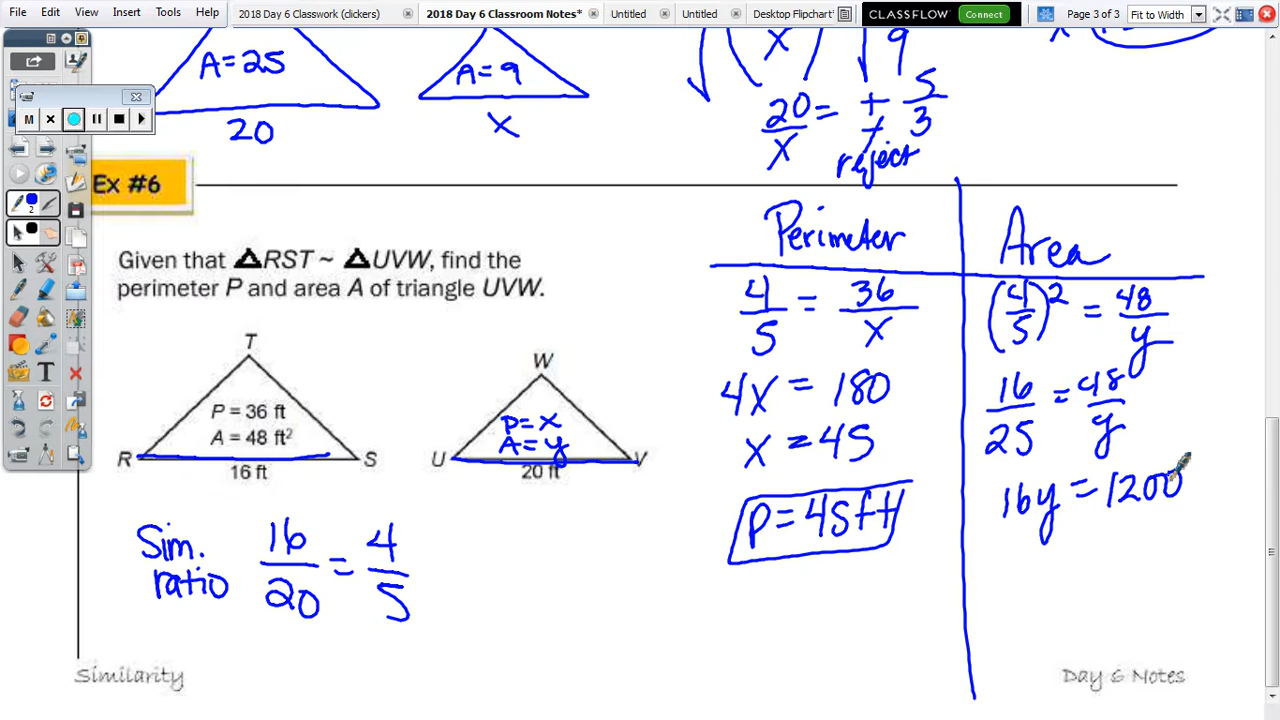 File Edit View Insert Tools Help
2018 Day 6 Classwork (clickers) 2018 Day 6 Classroom Notes* Untitled Untitled Desktop Flipchart* CLASSFLOW Connect Page 3 of 3 Fit to Width
A=25
20
A=9
x
x
9
20/x = ± 5/3
reject
M
T
2
Ex #6
Given that △RST ~ △UVW, find the
perimeter P and area A of triangle UVW.
T
P = 36 ft
A = 48 ft²
R
S
16 ft
W
P=x
A=y
U
V
20 ft
Sim. ratio 16/20 = 4/5
Perimeter
4/5 = 36/x
4x = 180
x = 45
P=45ft
Area
(4/5)² = 48/y
16/25 = 48/y
16y = 1200
Similarity
Day 6 Notes